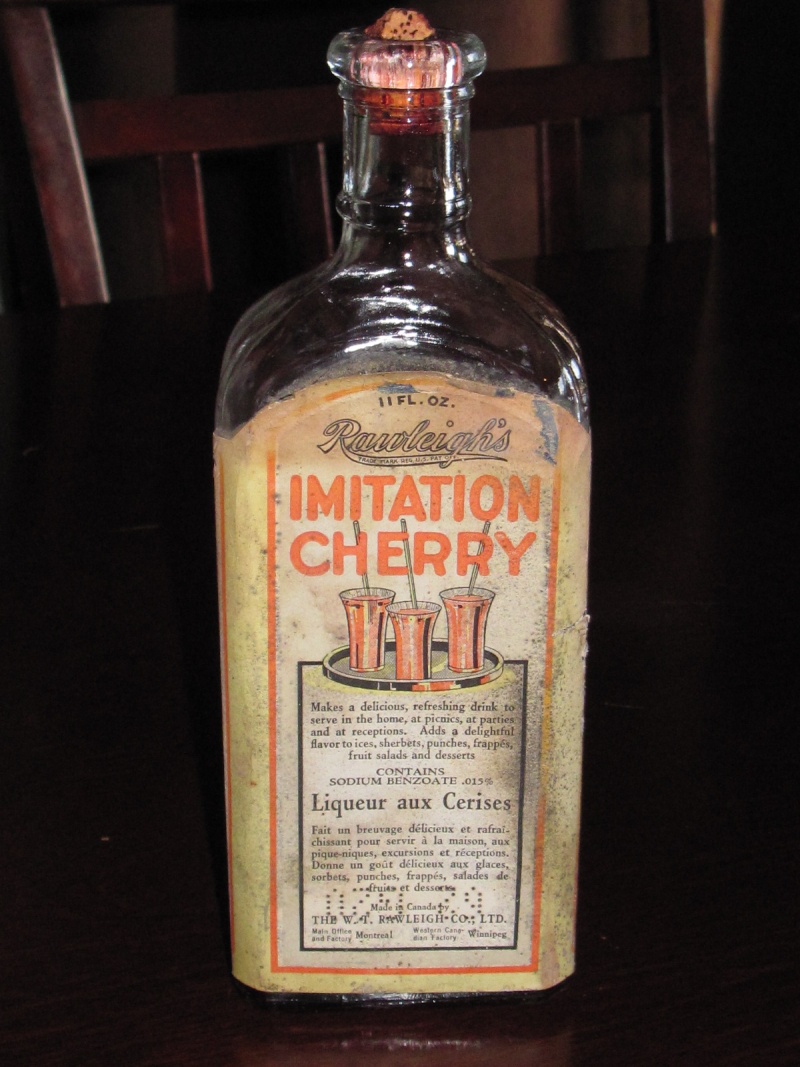 11 FL. OZ.
Rawleigh's
TRADE MARK REG. U.S. PAT. OFF.
IMITATION
CHERRY
Makes a delicious, refreshing drink to
serve in the home, at picnics, at parties
and at receptions. Adds a delightful
flavor to ices, sherbets, punches, frappés,
fruit salads and desserts
CONTAINS
SODIUM BENZOATE .015%
Liqueur aux Cerises
Fait un breuvage délicieux et rafraî-
chissant pour servir à la maison, aux
pique-niques, excursions et réceptions.
Donne un goût délicieux aux glaces,
sorbets, punches, frappés, salades de
fruits et desserts.
Made in Canada by
THE W. T. RAWLEIGH CO., LTD.
Main Office and Factory Montreal Western Cana-dian Factory Winnipeg